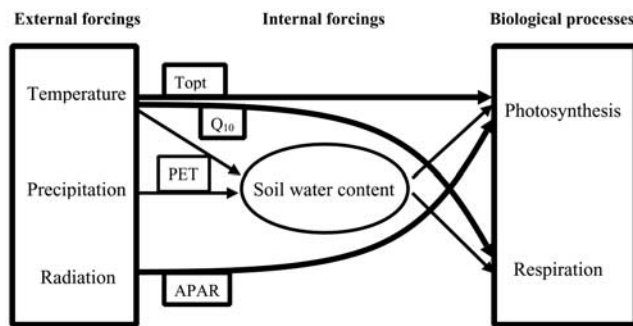 External forcings
Internal forcings
Biological processes
Temperature
Topt
Q₁₀
Photosynthesis
Precipitation
PET
Soil water content
Radiation
APAR
Respiration